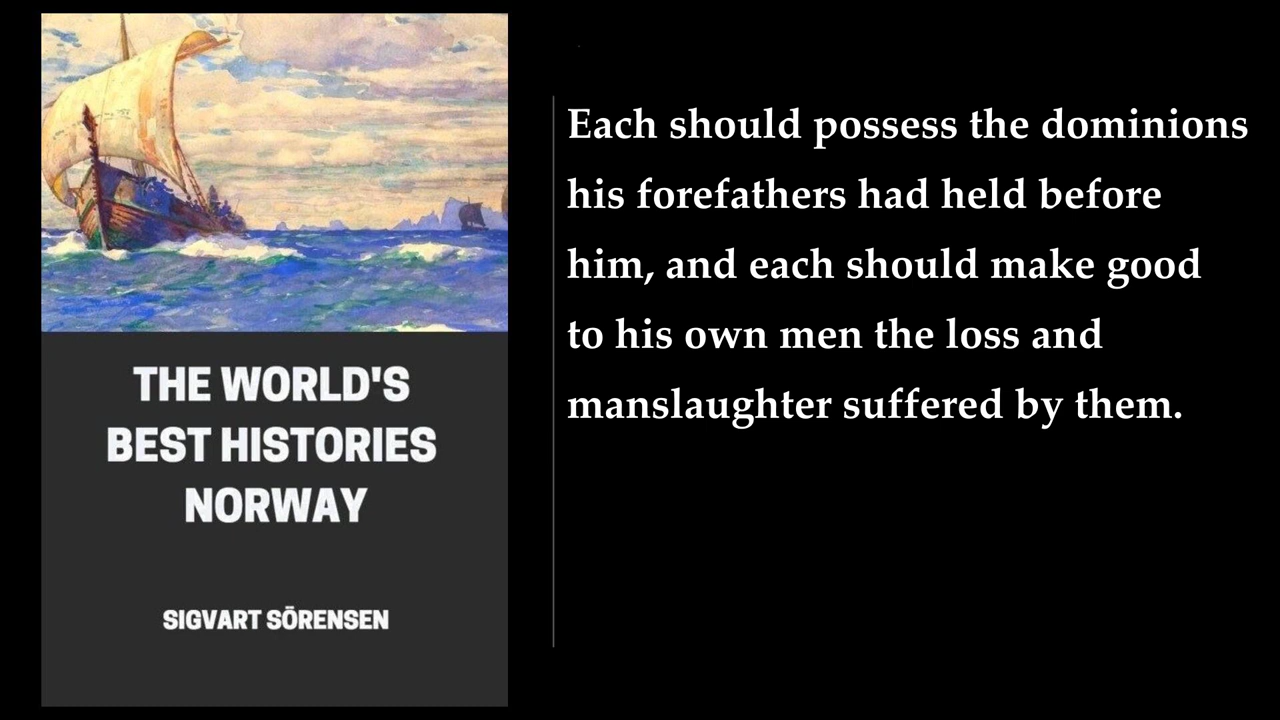 THE WORLD'S
BEST HISTORIES
NORWAY
SIGVART SÖRENSEN
Each should possess the dominions
his forefathers had held before
him, and each should make good
to his own men the loss and
manslaughter suffered by them.